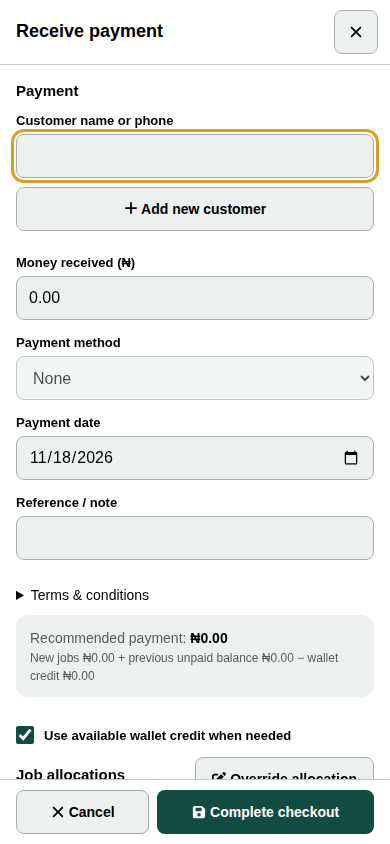 Receive payment
Payment
Customer name or phone
Add new customer
Money received (₦)
0.00
Payment method
None
Payment date
11/18/2026
Reference / note
Terms & conditions
Recommended payment: ₦0.00
New jobs ₦0.00 + previous unpaid balance ₦0.00 − wallet
credit ₦0.00
Use available wallet credit when needed
Job allocations
Override allocation
Cancel
Complete checkout